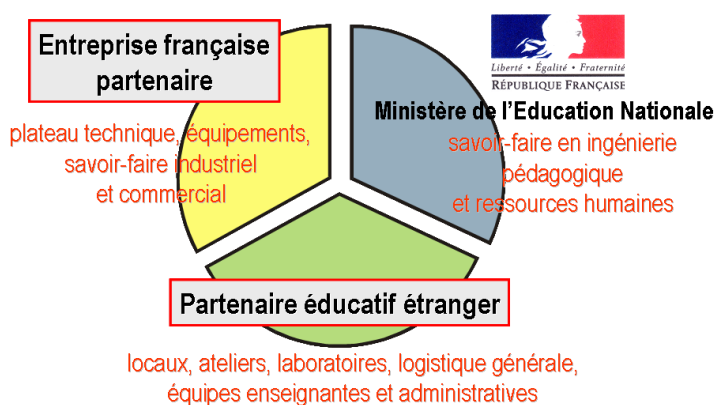 Entreprise française
partenaire
plateau technique, équipements,
savoir-faire industriel
et commercial
Liberté • Égalité • Fraternité
RÉPUBLIQUE FRANÇAISE
Ministère de l'Education Nationale
savoir-faire en ingénierie
pédagogique
et ressources humaines
Partenaire éducatif étranger
locaux, ateliers, laboratoires, logistique générale,
équipes enseignantes et administratives